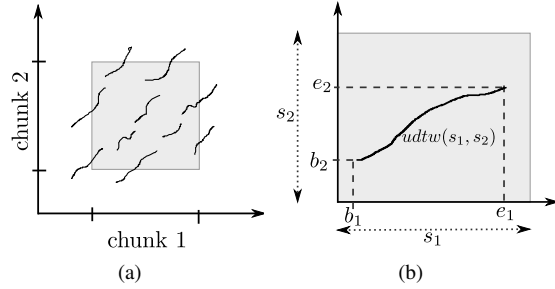 chunk 2
chunk 1
(a)
s₂
e₂
b₂
udtw(s₁, s₂)
b₁
e₁
s₁
(b)